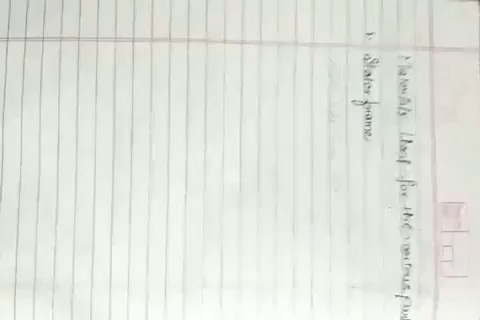 Materials Used for the various
1. Stator frame